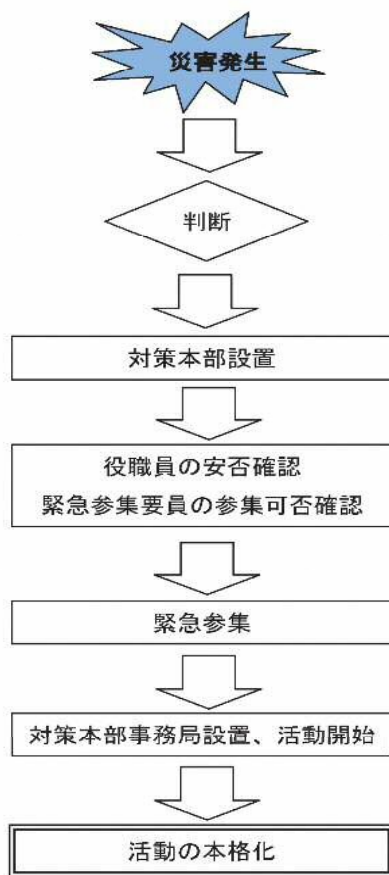 災害発生
判断
対策本部設置
役職員の安否確認
緊急参集要員の参集可否確認
緊急参集
対策本部事務局設置、活動開始
活動の本格化